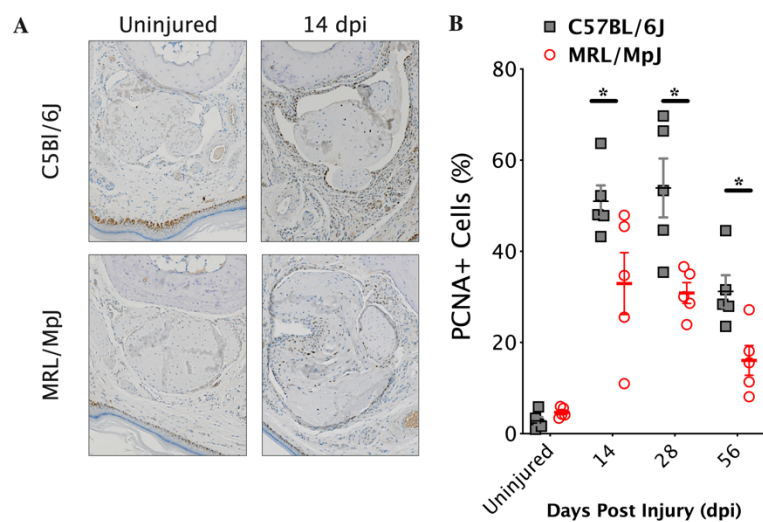 A
Uninjured
14 dpi
C5Bl/6J
MRL/MpJ
B
C57BL/6J
MRL/MpJ
PCNA+ Cells (%)
80
60
40
20
0
* * *
Uninjured
14
28
56
Days Post Injury (dpi)